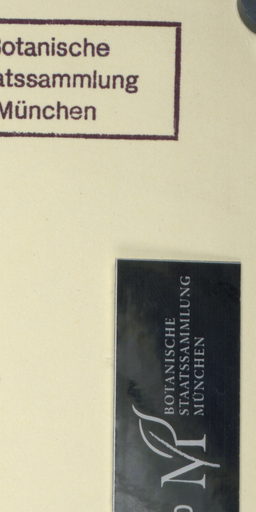 otanische
atssammlung
München
BOTANISCHE
STAATSSAMMLUNG
MÜNCHEN
M